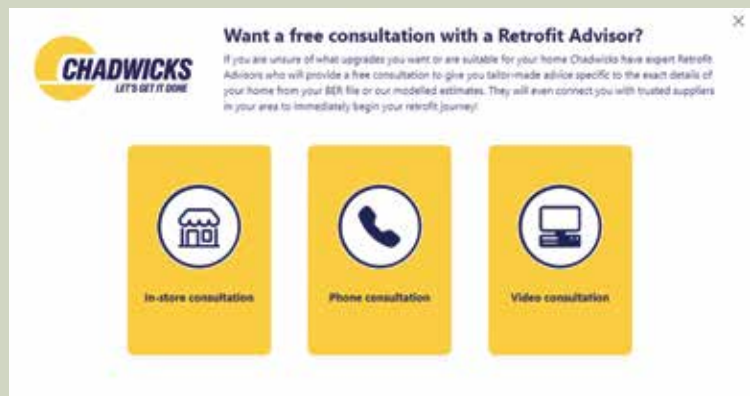 CHADWICKS
LET'S GET IT DONE
Want a free consultation with a Retrofit Advisor?
If you are unsure of what upgrades you want or are suitable for your home Chadwicks have expert Retrofit
Advisors who will provide a free consultation to give you tailor-made advice specific to the exact details of
your home from your BER file or our modelled estimates. They will even connect you with trusted suppliers
in your area to immediately begin your retrofit journey!
In-store consultation
Phone consultation
Video consultation